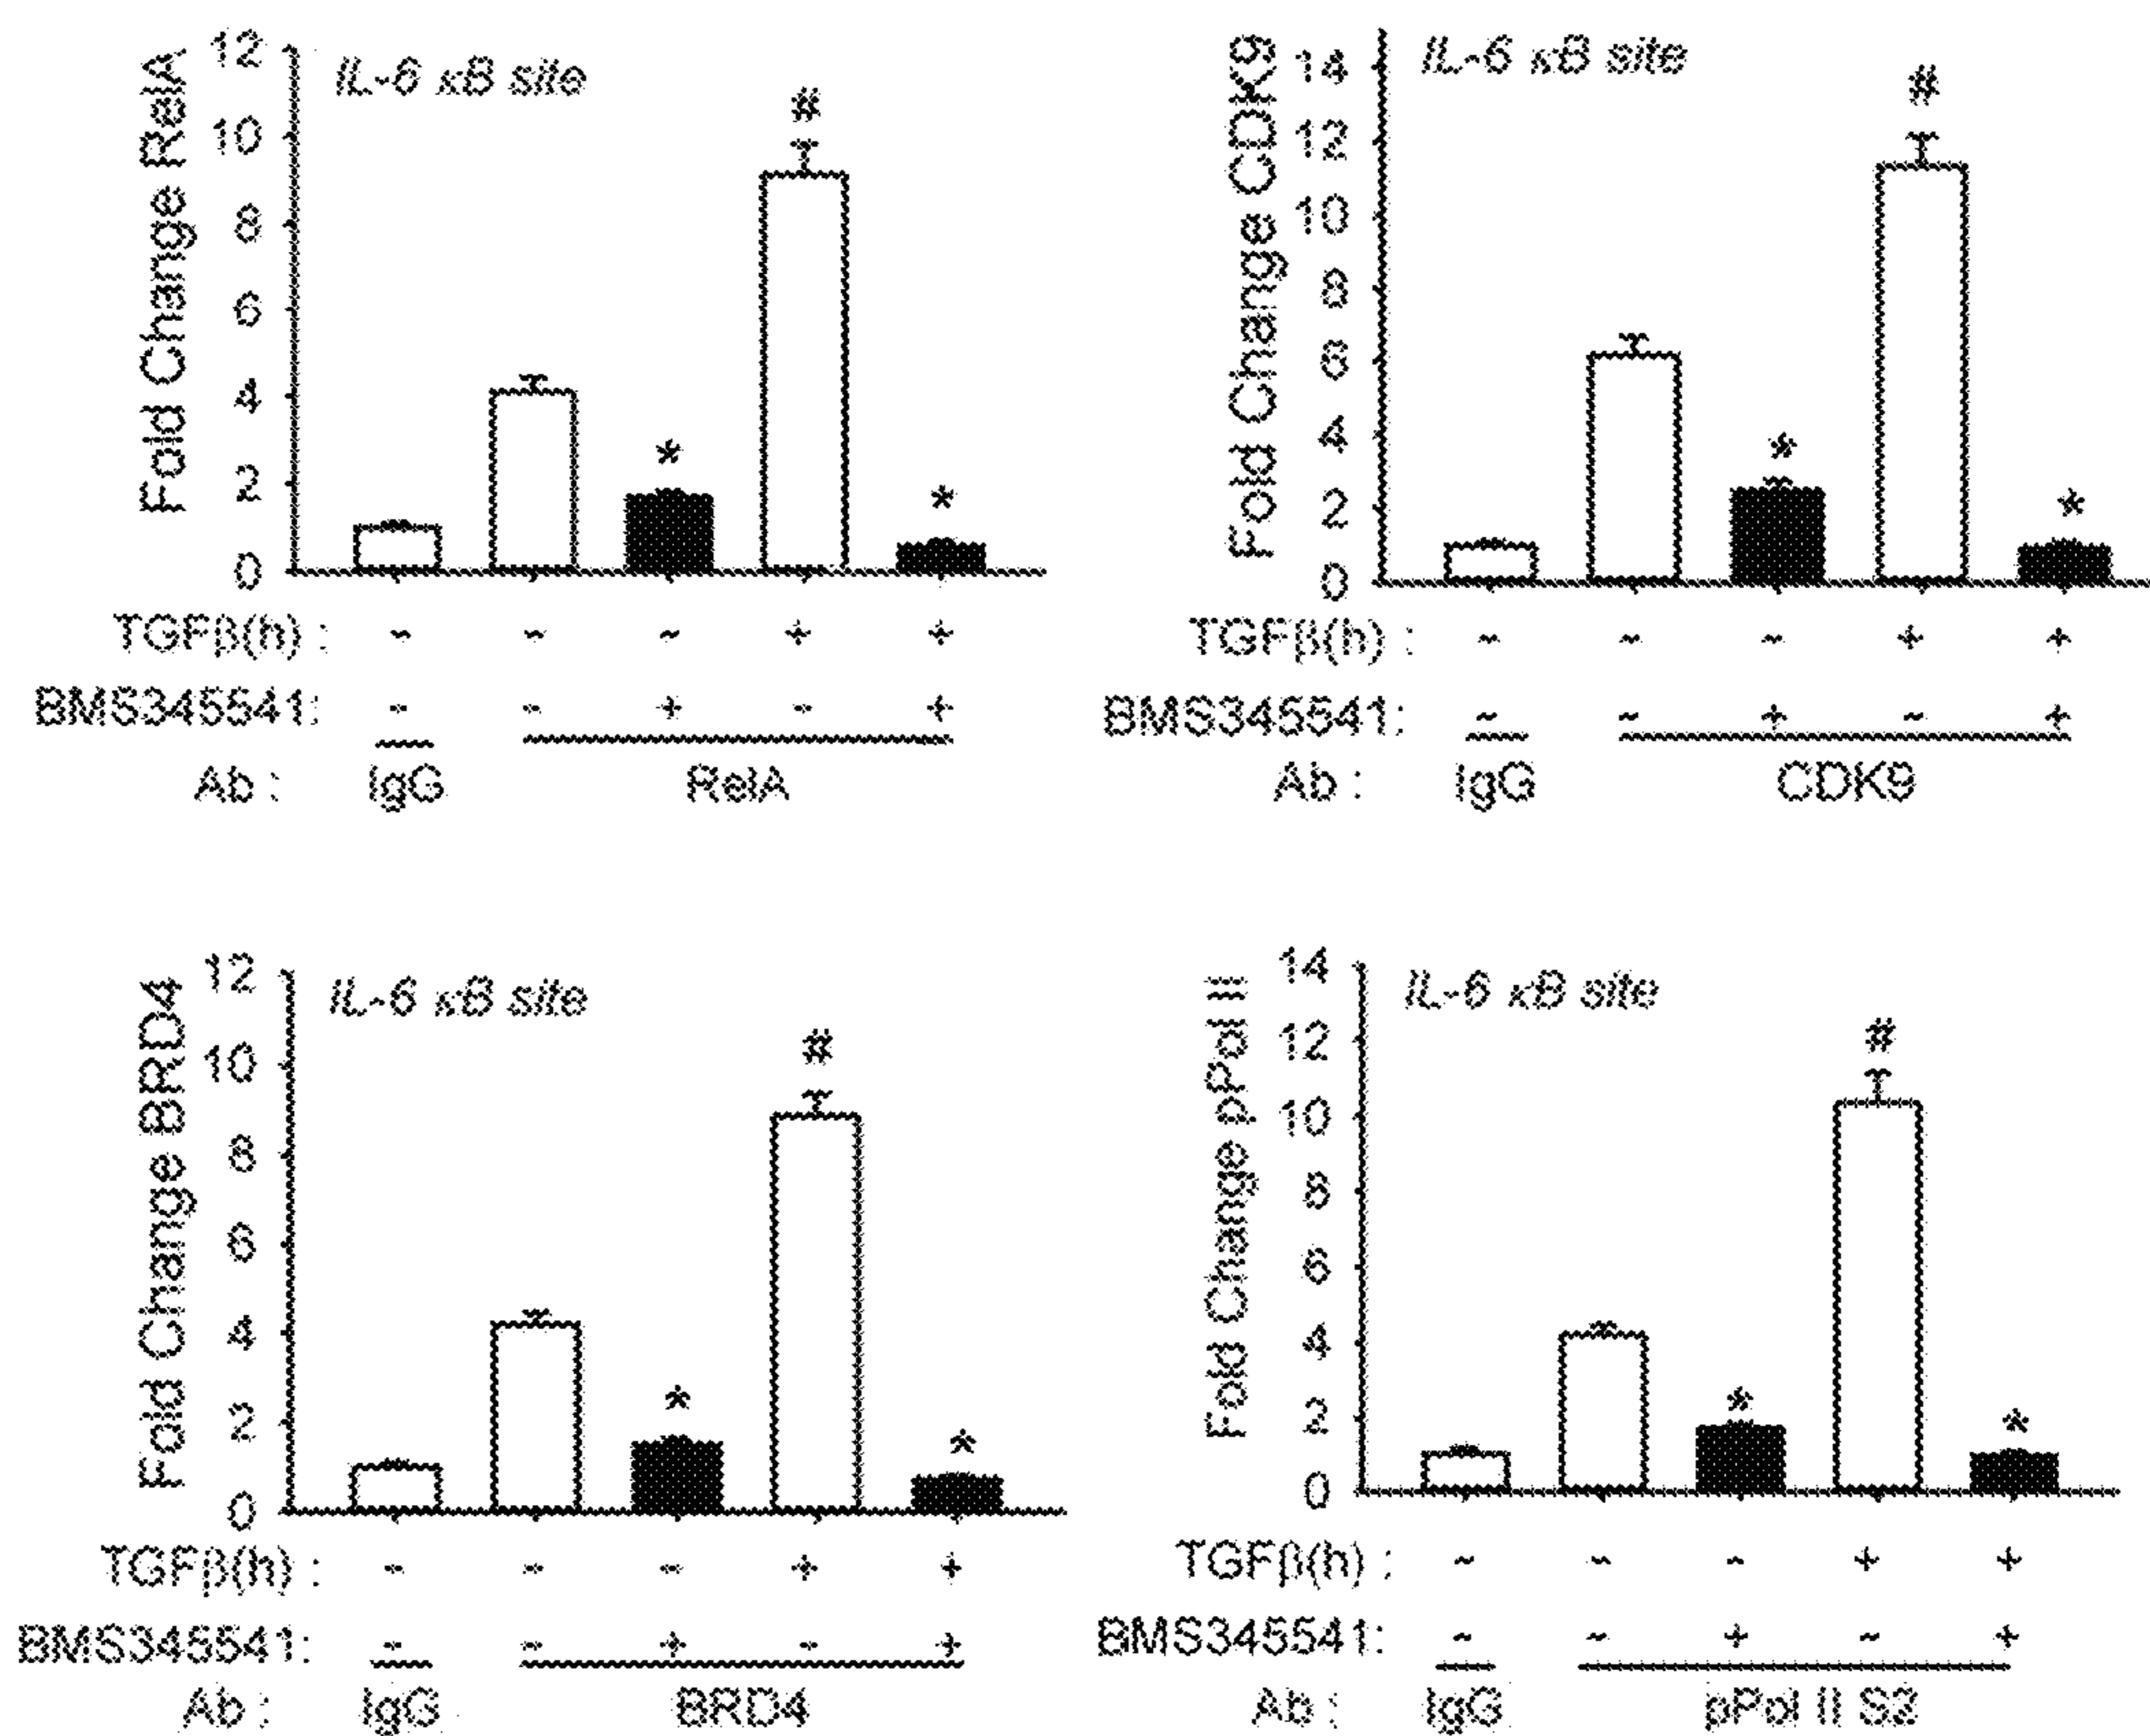 Fold Change RelA
12
10
8
6
4
2
0
IL-6 κB site
#
*
*
TGFβ(h) : - - - + +
BMS345541: - - + - +
Ab : IgG RelA
Fold Change CDK9
14
12
10
8
6
4
2
0
IL-6 κB site
#
*
*
TGFβ(h) : - - - + +
BMS345541: - - + - +
Ab : IgG CDK9
Fold Change BRD4
12
10
8
6
4
2
0
IL-6 κB site
#
*
*
TGFβ(h) : - - - + +
BMS345541: - - + - +
Ab : IgG BRD4
Fold Change pPol II
14
12
10
8
6
4
2
0
IL-6 κB site
#
*
*
TGFβ(h) : - - - + +
BMS345541: - - + - +
Ab : IgG pPol II S2